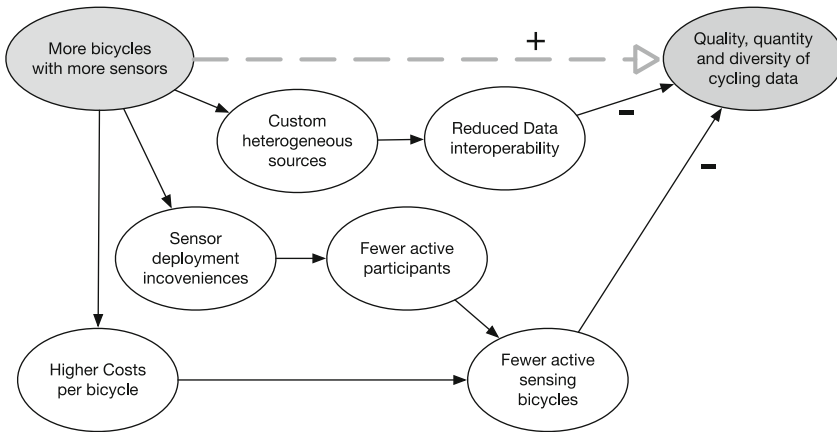 More bicycles
with more sensors
+
Quality, quantity
and diversity of
cycling data
Custom
heterogeneous
sources
Reduced Data
interoperability
-
-
Sensor
deployment
incoveniences
Fewer active
participants
Higher Costs
per bicycle
Fewer active
sensing
bicycles